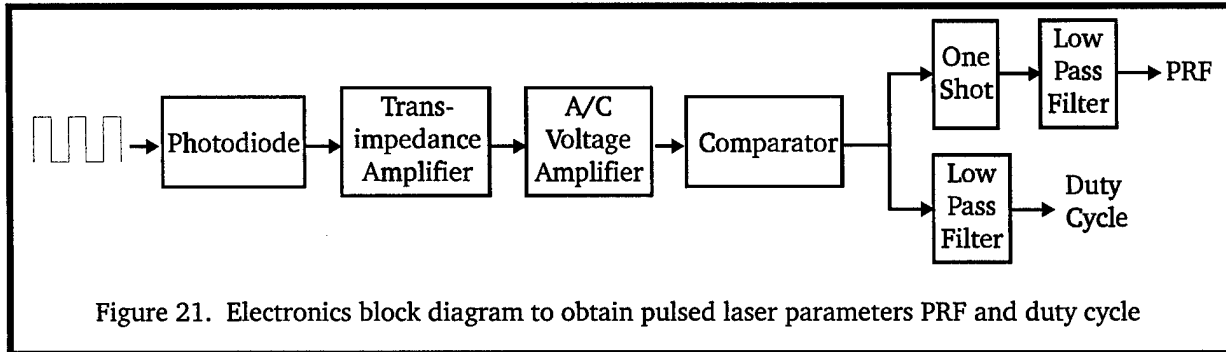 Photodiode
Trans-
impedance
Amplifier
A/C
Voltage
Amplifier
Comparator
One
Shot
Low
Pass
Filter
PRF
Low
Pass
Filter
Duty
Cycle
Figure 21. Electronics block diagram to obtain pulsed laser parameters PRF and duty cycle